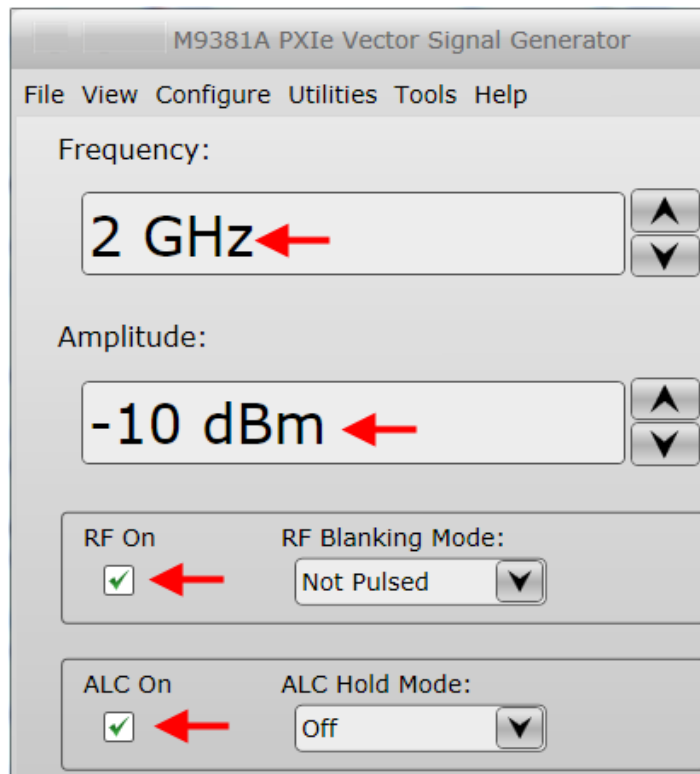 M9381A PXIe Vector Signal Generator
File View Configure Utilities Tools Help
Frequency:
2 GHz
Amplitude:
-10 dBm
RF On RF Blanking Mode:
Not Pulsed
ALC On ALC Hold Mode:
Off